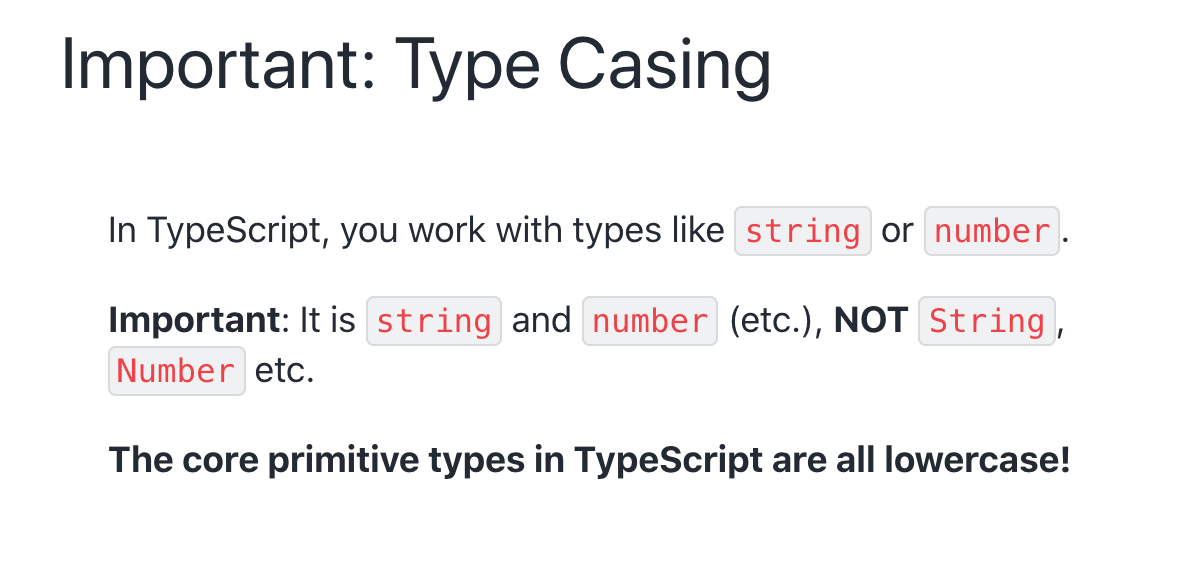 Important: Type Casing
In TypeScript, you work with types like string or number.
Important: It is string and number (etc.), NOT String,
Number etc.
The core primitive types in TypeScript are all lowercase!